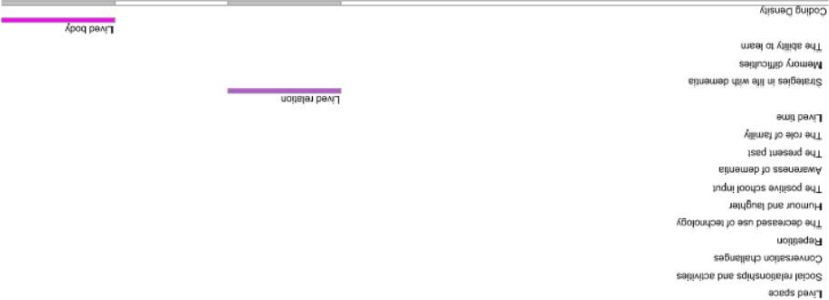 Lived space
Social relationships and activities
Conversation challanges
Repetition
The decreased use of technology
Humour and laughter
The positive school input
Awareness of dementia
The present past
The role of family
Lived time
Lived relation
Strategies in life with dementia
Memory difficulties
The ability to learn
Lived body
Coding Density